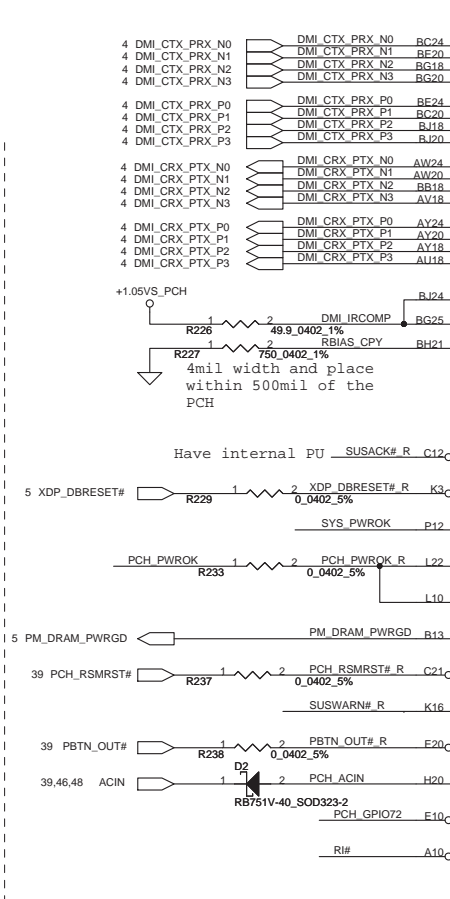 4 DMI_CTX_PRX_N0 DMI_CTX_PRX_N0 BC24
4 DMI_CTX_PRX_N1 DMI_CTX_PRX_N1 BE20
4 DMI_CTX_PRX_N2 DMI_CTX_PRX_N2 BG18
4 DMI_CTX_PRX_N3 DMI_CTX_PRX_N3 BG20
4 DMI_CTX_PRX_P0 DMI_CTX_PRX_P0 BE24
4 DMI_CTX_PRX_P1 DMI_CTX_PRX_P1 BC20
4 DMI_CTX_PRX_P2 DMI_CTX_PRX_P2 BJ18
4 DMI_CTX_PRX_P3 DMI_CTX_PRX_P3 BJ20
4 DMI_CRX_PTX_N0 DMI_CRX_PTX_N0 AW24
4 DMI_CRX_PTX_N1 DMI_CRX_PTX_N1 AW20
4 DMI_CRX_PTX_N2 DMI_CRX_PTX_N2 BB18
4 DMI_CRX_PTX_N3 DMI_CRX_PTX_N3 AV18
4 DMI_CRX_PTX_P0 DMI_CRX_PTX_P0 AY24
4 DMI_CRX_PTX_P1 DMI_CRX_PTX_P1 AY20
4 DMI_CRX_PTX_P2 DMI_CRX_PTX_P2 AY18
4 DMI_CRX_PTX_P3 DMI_CRX_PTX_P3 AU18
+1.05VS_PCH
BJ24
1 2 DMI_IRCOMP BG25
R226 49.9_0402_1%
1 2 RBIAS_CPY BH21
R227 750_0402_1%
4mil width and place
within 500mil of the
PCH
Have internal PU SUSACK#_R C12
5 XDP_DBRESET# 1 2 XDP_DBRESET#_R K3
R229 0_0402_5%
SYS_PWROK P12
PCH_PWROK 1 2 PCH_PWROK_R L22
R233 0_0402_5%
L10
5 PM_DRAM_PWRGD PM_DRAM_PWRGD B13
39 PCH_RSMRST# 1 2 PCH_RSMRST#_R C21
R237 0_0402_5%
SUSWARN#_R K16
39 PBTN_OUT# 1 2 PBTN_OUT#_R E20
R238 0_0402_5%
D2
39,46,48 ACIN 1 2 PCH_ACIN H20
RB751V-40_SOD323-2
PCH_GPIO72 E10
RI# A10